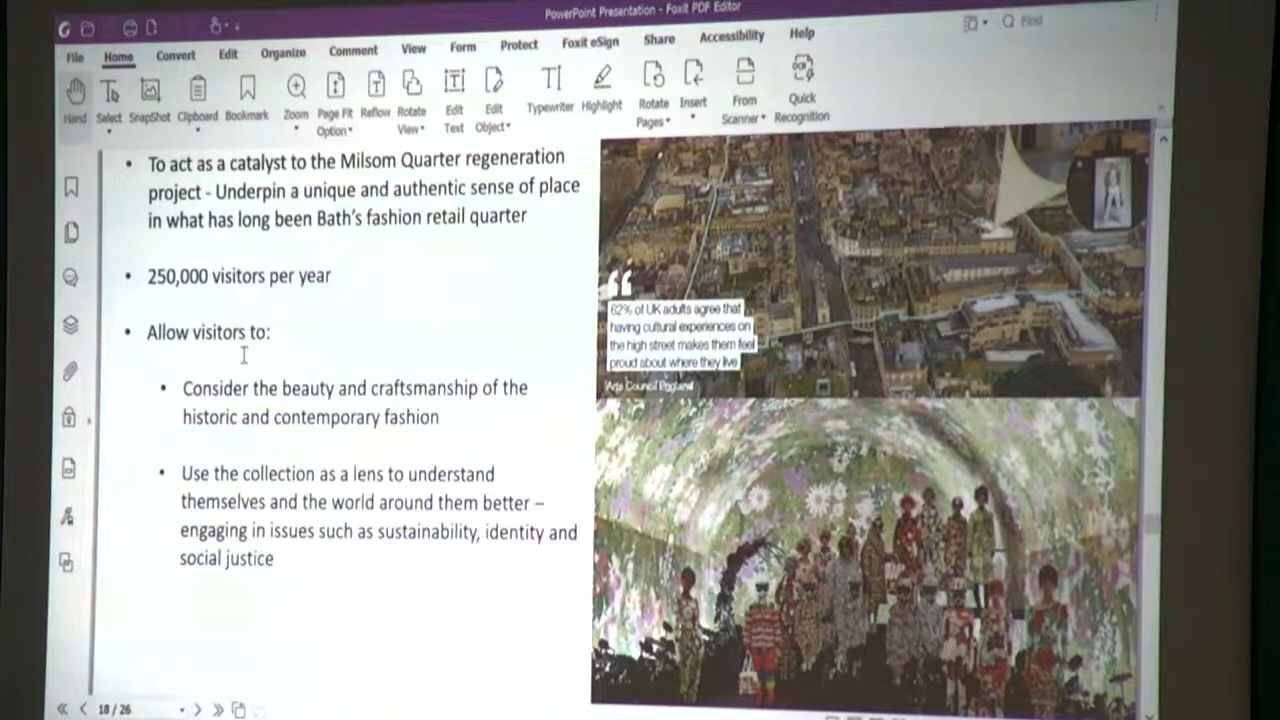 PowerPoint Presentation - Foxit PDF Editor
Find
File Home Convert Edit Organize Comment View Form Protect Foxit eSign Share Accessibility Help
Hand Select SnapShot Clipboard Bookmark Zoom Page Fit Reflow Rotate Edit Edit Typewriter Highlight Rotate Insert From Quick
Option View Text Object Pages Scanner Recognition
• To act as a catalyst to the Milsom Quarter regeneration
project - Underpin a unique and authentic sense of place
in what has long been Bath's fashion retail quarter
• 250,000 visitors per year
• Allow visitors to:
• Consider the beauty and craftsmanship of the
historic and contemporary fashion
• Use the collection as a lens to understand
themselves and the world around them better –
engaging in issues such as sustainability, identity and
social justice
“
62% of UK adults agree that
having cultural experiences on
the high street makes them feel
proud about where they live
Arts Council England
18 / 26